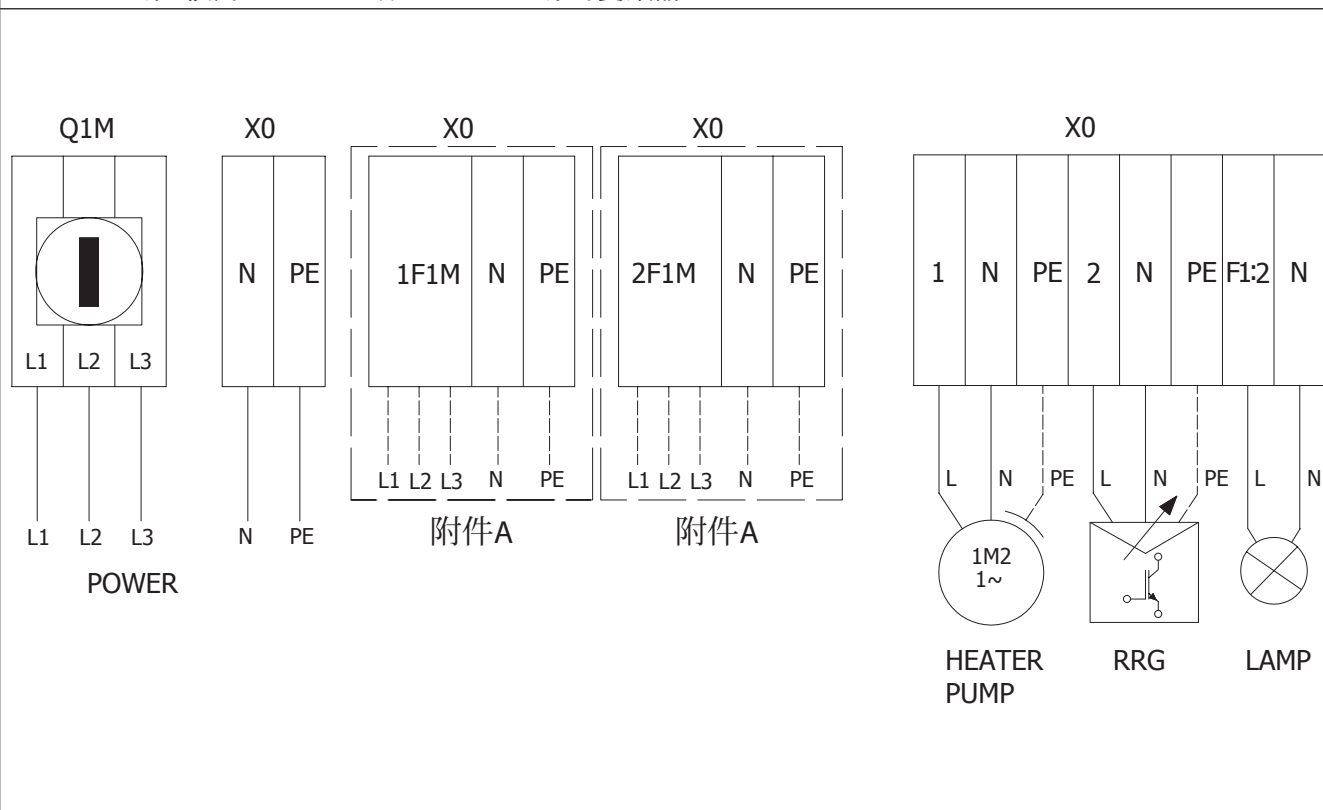 Q1M X0 X0 X0 X0
N PE 1F1M N PE 2F1M N PE 1 N PE 2 N PE F1:2 N
L1 L2 L3
L1 L2 L3 N PE L1 L2 L3 N PE L N PE L N PE L N
L1 L2 L3 N PE 附件A 附件A
1M2
1~
POWER
HEATER PUMP
RRG
LAMP